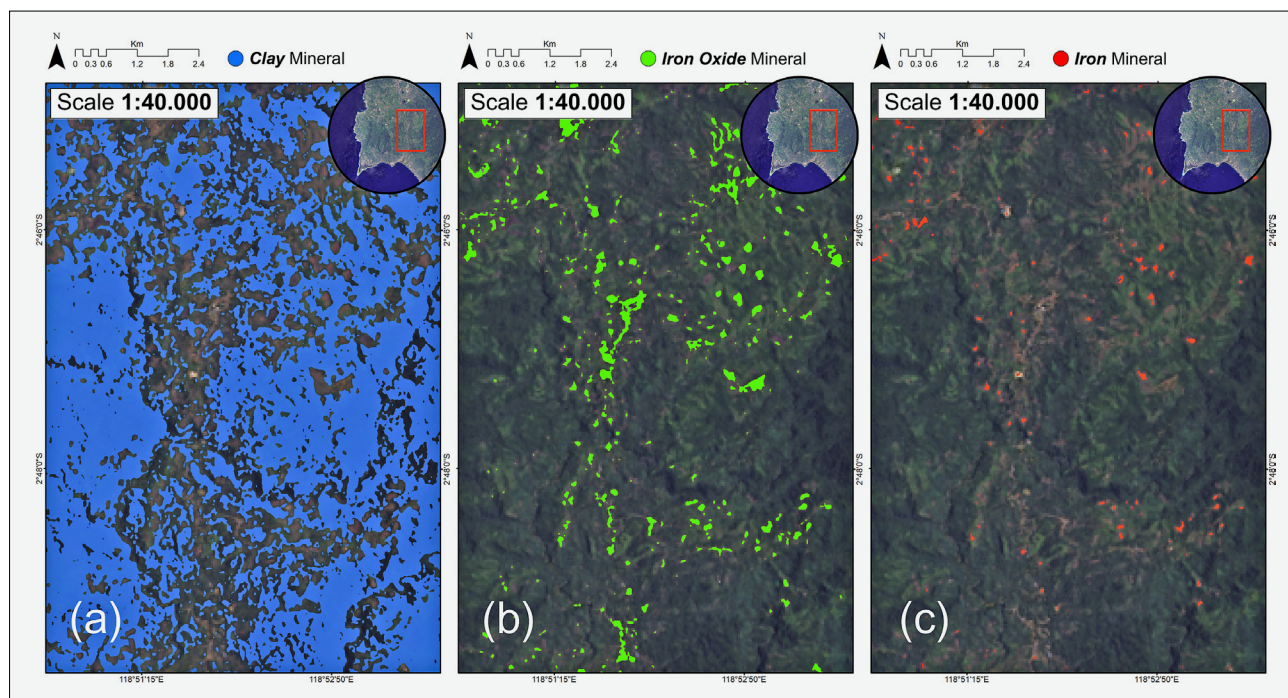 N
Km
0 0.3 0.6 1.2 1.8 2.4
Clay Mineral
Scale 1:40.000
(a)
118°51'15"E
118°52'50"E
N
Km
0 0.3 0.6 1.2 1.8 2.4
Iron Oxide Mineral
Scale 1:40.000
2°46'0"S
2°48'0"S
(b)
118°51'15"E
118°52'50"E
N
Km
0 0.3 0.6 1.2 1.8 2.4
Iron Mineral
Scale 1:40.000
2°46'0"S
2°48'0"S
2°46'0"S
2°48'0"S
(c)
118°51'15"E
118°52'50"E